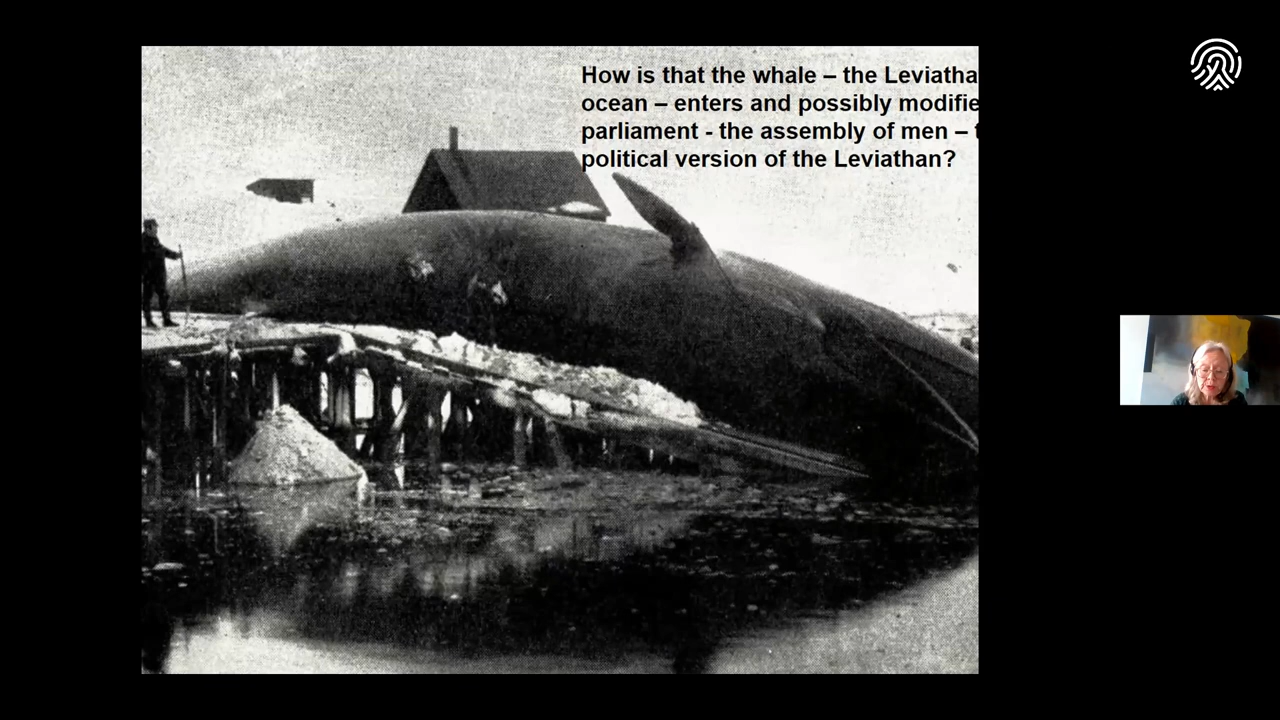 How is that the whale – the Leviatha
ocean – enters and possibly modifie
parliament - the assembly of men –
political version of the Leviathan?